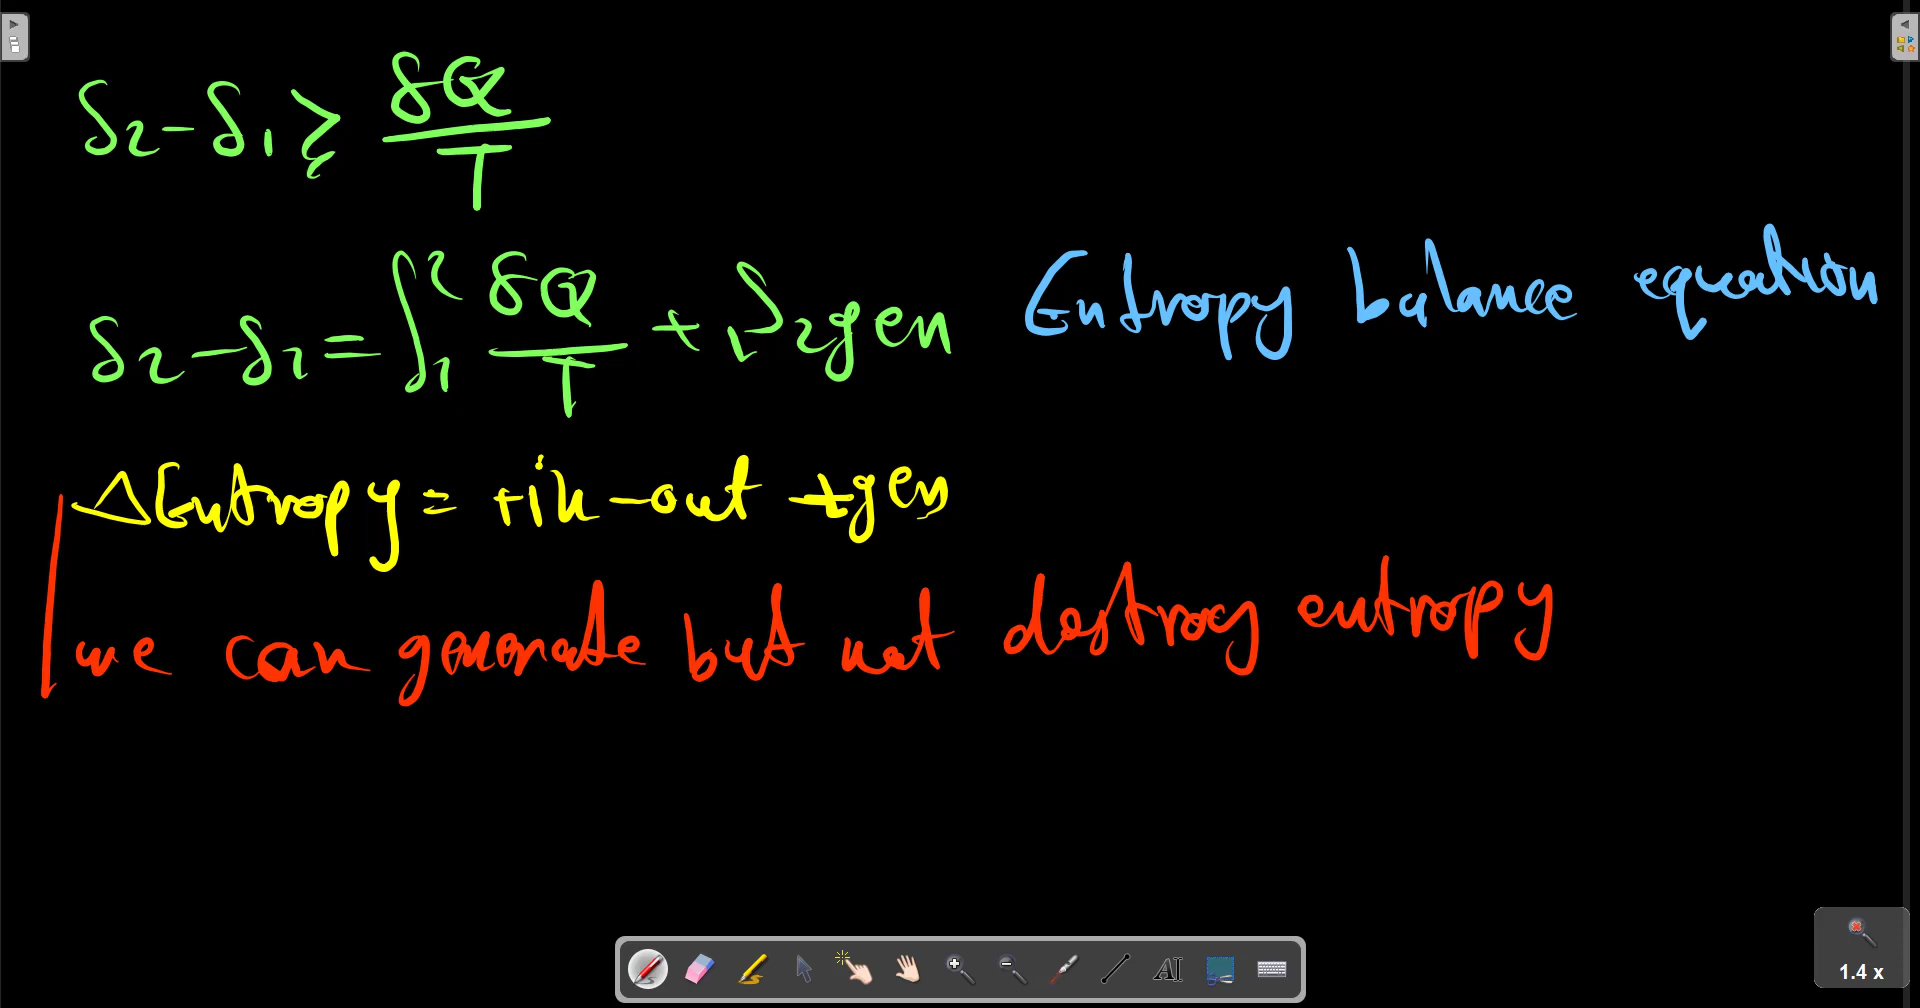 S₂-S₁ ≥ δQ/T
S₂-S₁ = ∫₁² δQ/T + ₁S₂gen Entropy balance equation
ΔEntropy = +in -out +gen
we can generate but not destroy entropy
1.4 x